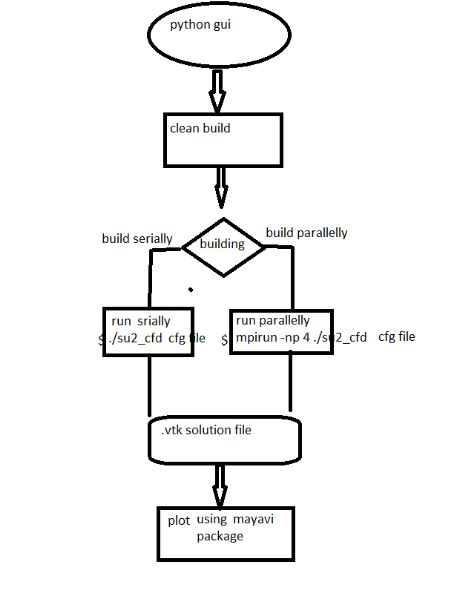 python gui
clean build
build serially
building
build parallelly
run srially
$ ./su2_cfd cfg file
run parallelly
$ mpirun -np 4 ./su2_cfd cfg file
.vtk solution file
plot using mayavi
package